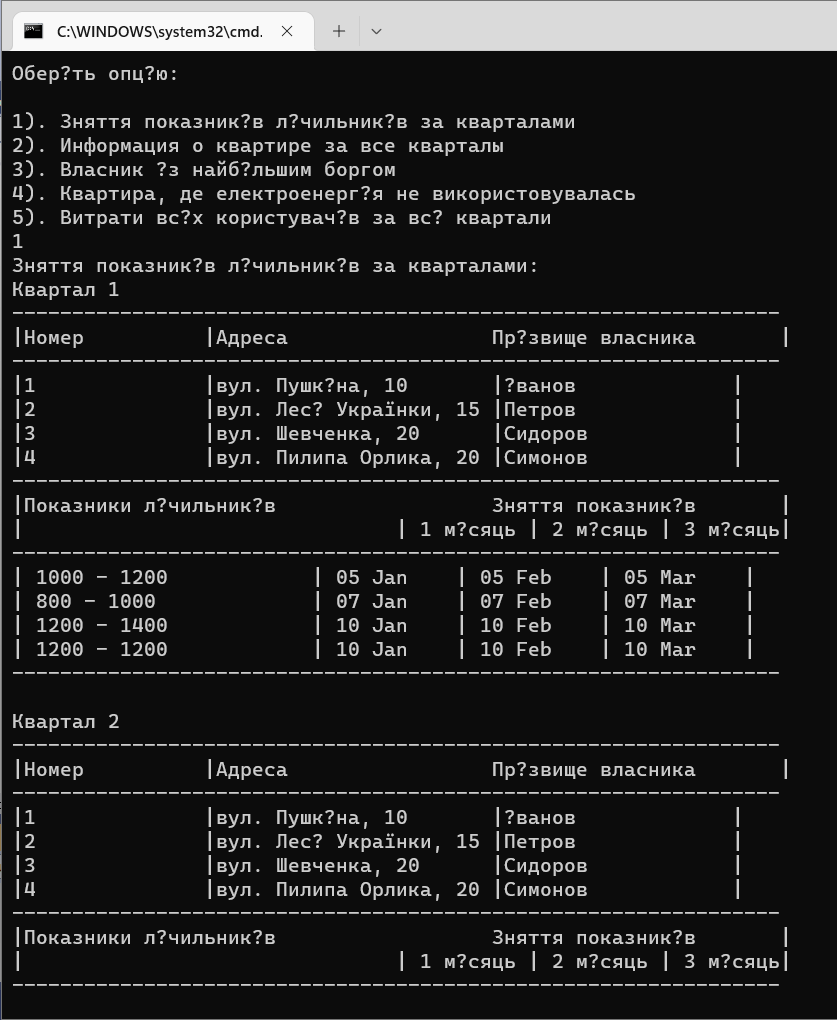 C:\WINDOWS\system32\cmd.
Обер?ть опц?ю:
1). Зняття показник?в л?чильник?в за кварталами
2). Информация о квартире за все кварталы
3). Власник ?з найб?льшим боргом
4). Квартира, де електроенерг?я не використовувалась
5). Витрати вс?х користувач?в за вс? квартали
1
Зняття показник?в л?чильник?в за кварталами:
Квартал 1
----------------------------------------------------------------
|Номер          |Адреса                 Пр?звище власника       |
----------------------------------------------------------------
|1              |вул. Пушк?на, 10       |?ванов             |
|2              |вул. Лес? Українки, 15 |Петров             |
|3              |вул. Шевченка, 20      |Сидоров            |
|4              |вул. Пилипа Орлика, 20 |Симонов            |
----------------------------------------------------------------
|Показники л?чильник?в                  Зняття показник?в       |
|                               | 1 м?сяць | 2 м?сяць | 3 м?сяць|
----------------------------------------------------------------
| 1000 - 1200            | 05 Jan    | 05 Feb    | 05 Mar    |
| 800 - 1000             | 07 Jan    | 07 Feb    | 07 Mar    |
| 1200 - 1400            | 10 Jan    | 10 Feb    | 10 Mar    |
| 1200 - 1200            | 10 Jan    | 10 Feb    | 10 Mar    |
----------------------------------------------------------------
Квартал 2
----------------------------------------------------------------
|Номер          |Адреса                 Пр?звище власника       |
----------------------------------------------------------------
|1              |вул. Пушк?на, 10       |?ванов             |
|2              |вул. Лес? Українки, 15 |Петров             |
|3              |вул. Шевченка, 20      |Сидоров            |
|4              |вул. Пилипа Орлика, 20 |Симонов            |
----------------------------------------------------------------
|Показники л?чильник?в                  Зняття показник?в       |
|                               | 1 м?сяць | 2 м?сяць | 3 м?сяць|
----------------------------------------------------------------